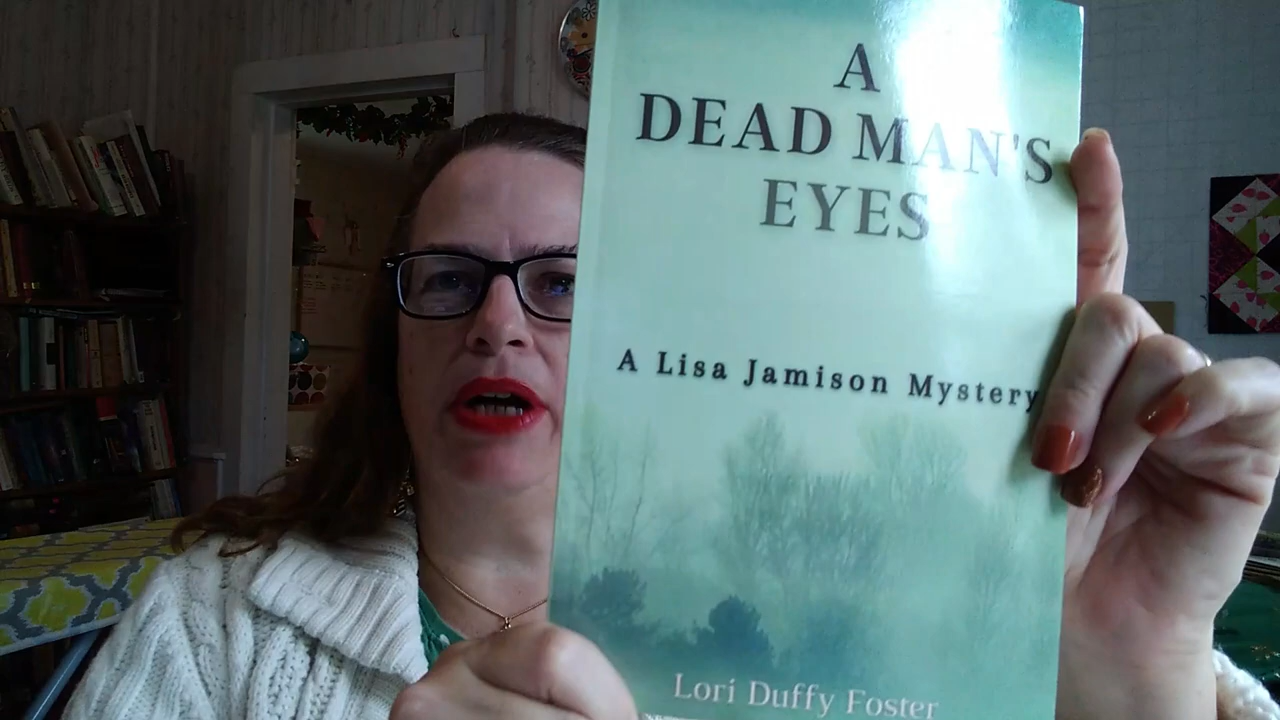 A
DEAD MAN'S
EYES
A Lisa Jamison Mystery
Lori Duffy Foster